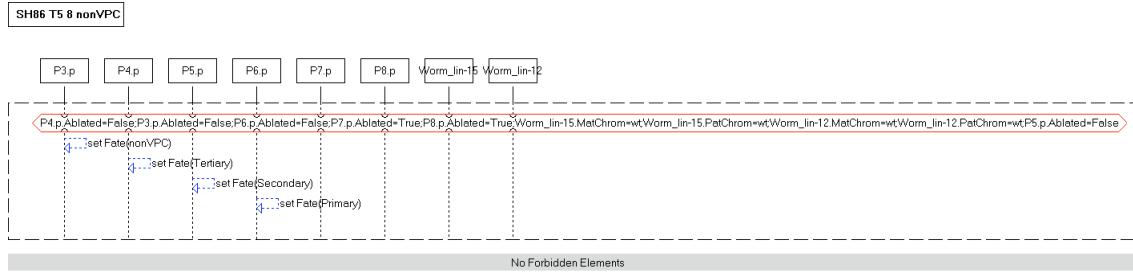 SH86 T5 8 nonVPC
P3.p P4.p P5.p P6.p P7.p P8.p Worm_lin-15 Worm_lin-12
P4.p.Ablated=False;P3.p.Ablated=False;P6.p.Ablated=False;P7.p.Ablated=True;P8.p.Ablated=True;Worm_lin-15.MatChrom=wt;Worm_lin-15.PatChrom=wt;Worm_lin-12.MatChrom=wt;Worm_lin-12.PatChrom=wt;P5.p.Ablated=False
set Fate(nonVPC)
set Fate(Tertiary)
set Fate(Secondary)
set Fate(Primary)
No Forbidden Elements